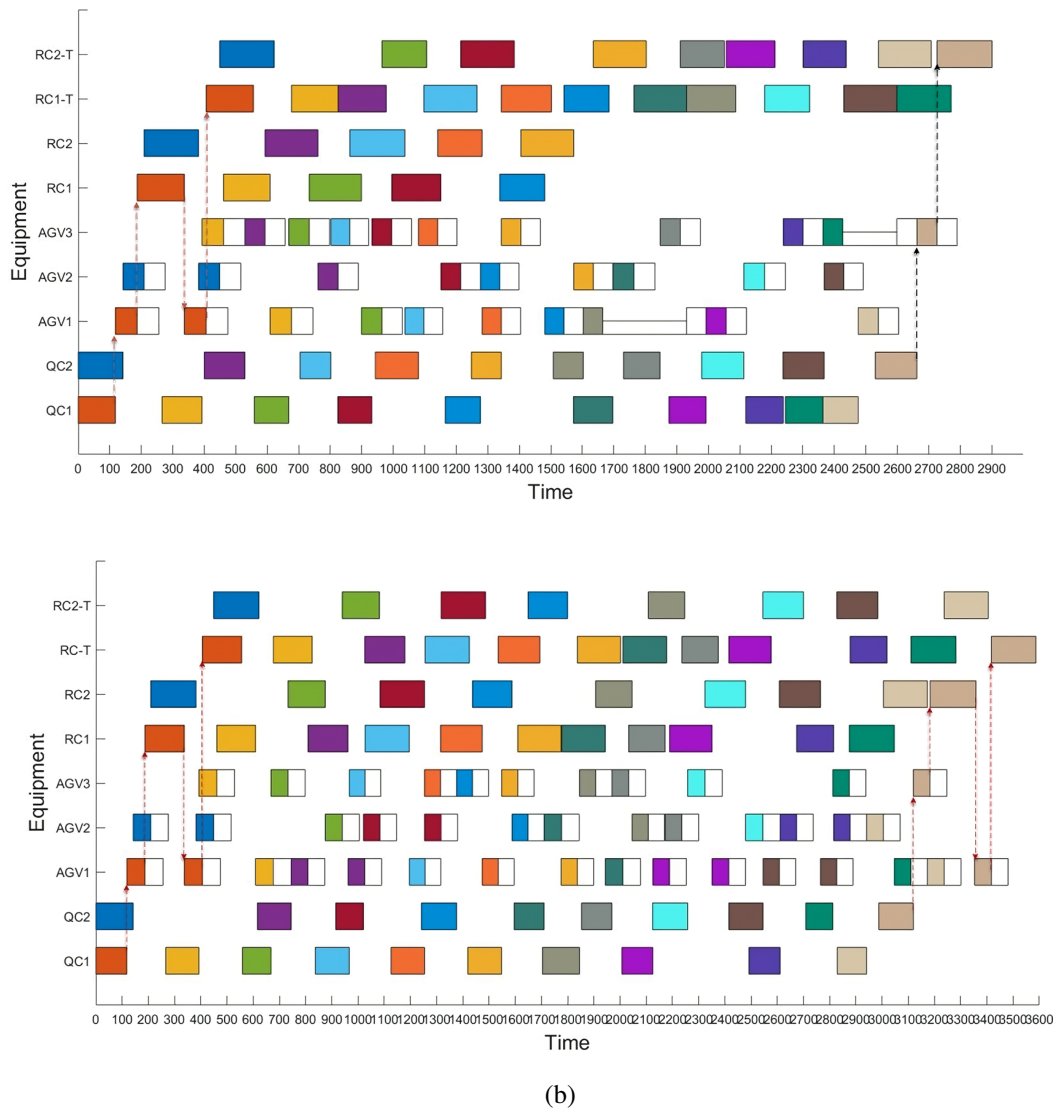 RC2-T
RC1-T
RC2
RC1
AGV3
AGV2
AGV1
QC2
QC1
Equipment
0 100 200 300 400 500 600 700 800 900 1000 1100 1200 1300 1400 1500 1600 1700 1800 1900 2000 2100 2200 2300 2400 2500 2600 2700 2800 2900
Time
RC2-T
RC-T
RC2
RC1
AGV3
AGV2
AGV1
QC2
QC1
Equipment
0 100 200 300 400 500 600 700 800 900 1000 1100 1200 1300 1400 1500 1600 1700 1800 1900 2000 2100 2200 2300 2400 2500 2600 2700 2800 2900 3000 3100 3200 3300 3400 3500 3600
Time
(b)